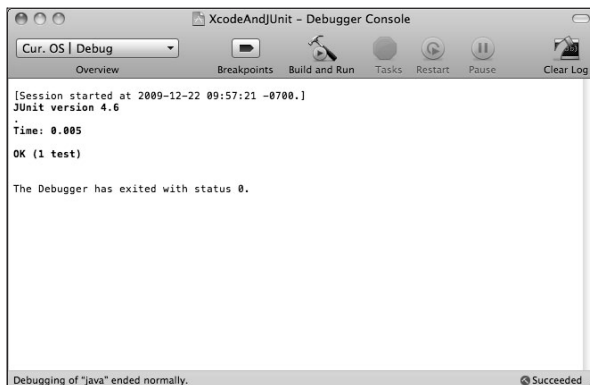 XcodeAndJUnit – Debugger Console
Cur. OS | Debug
Overview
Breakpoints
Build and Run
Tasks
Restart
Pause
Clear Log
[Session started at 2009-12-22 09:57:21 -0700.]
JUnit version 4.6
.
Time: 0.005
OK (1 test)
The Debugger has exited with status 0.
Debugging of "java" ended normally.
Succeeded